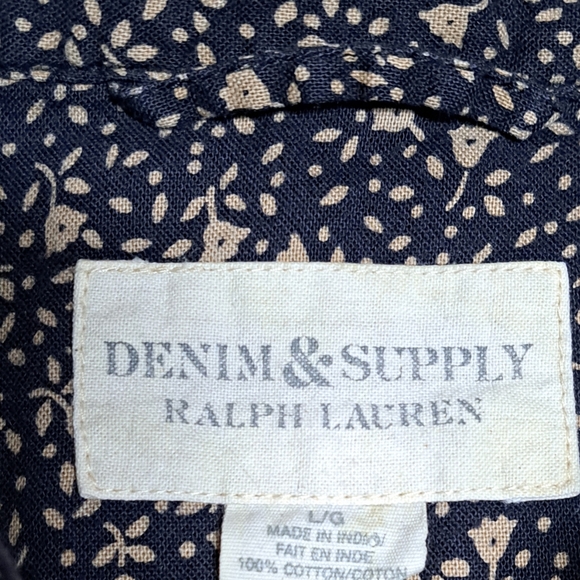 DENIM & SUPPLY
RALPH LAUREN
L/G
MADE IN INDIA/
FAIT EN INDE
100% COTTON/COTON